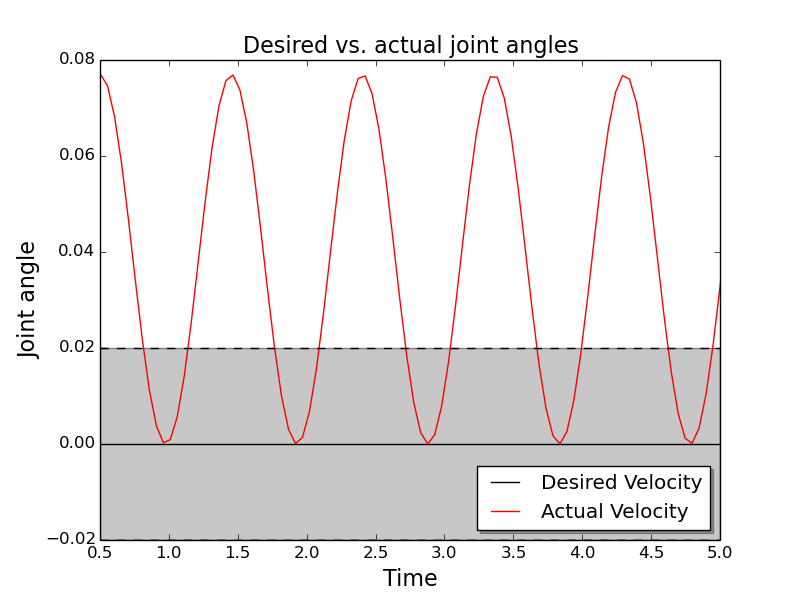 Desired vs. actual joint angles
0.08
0.06
0.04
0.02
0.00
−0.02
Joint angle
0.5 1.0 1.5 2.0 2.5 3.0 3.5 4.0 4.5 5.0
Time
Desired Velocity
Actual Velocity